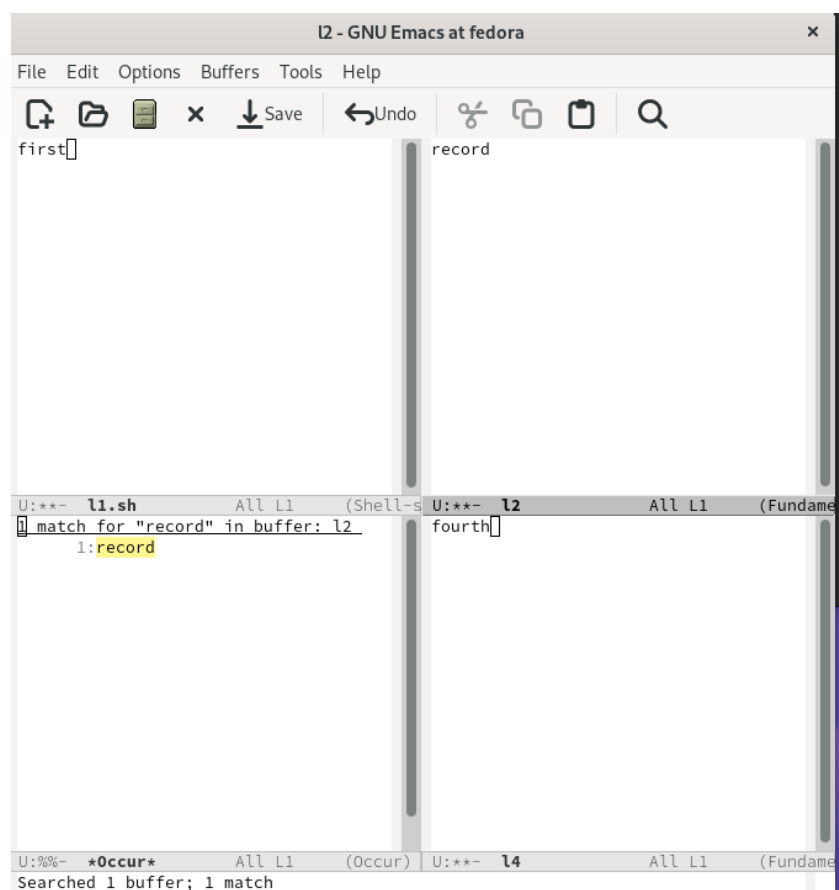 l2 - GNU Emacs at fedora ×
File Edit Options Buffers Tools Help
Save Undo
first
record
U:**- l1.sh All L1 (Shell-s
U:**- l2 All L1 (Fundame
1 match for "record" in buffer: l2
1:record
fourth
U:%%- *Occur* All L1 (Occur)
U:**- l4 All L1 (Fundame
Searched 1 buffer; 1 match